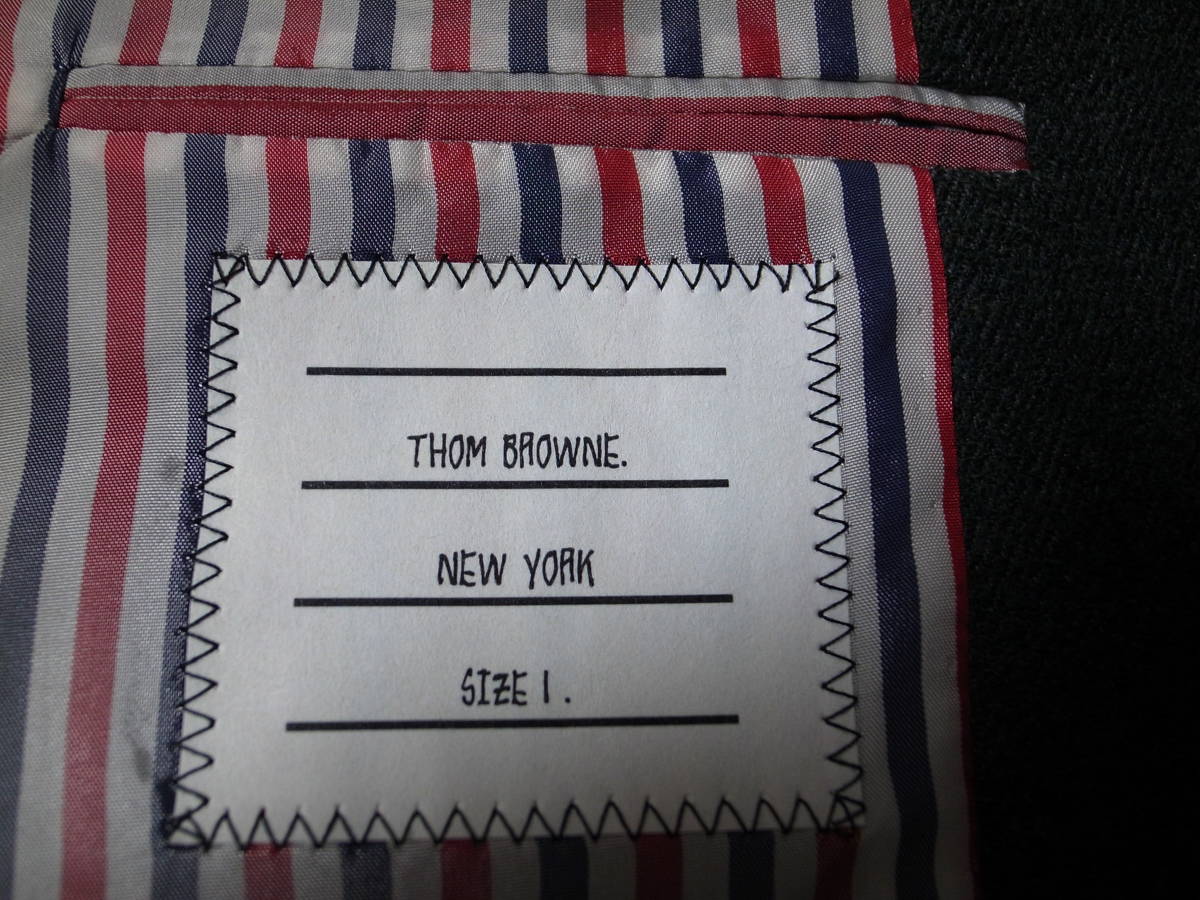 THOM BROWNE.
NEW YORK
SIZE 1.